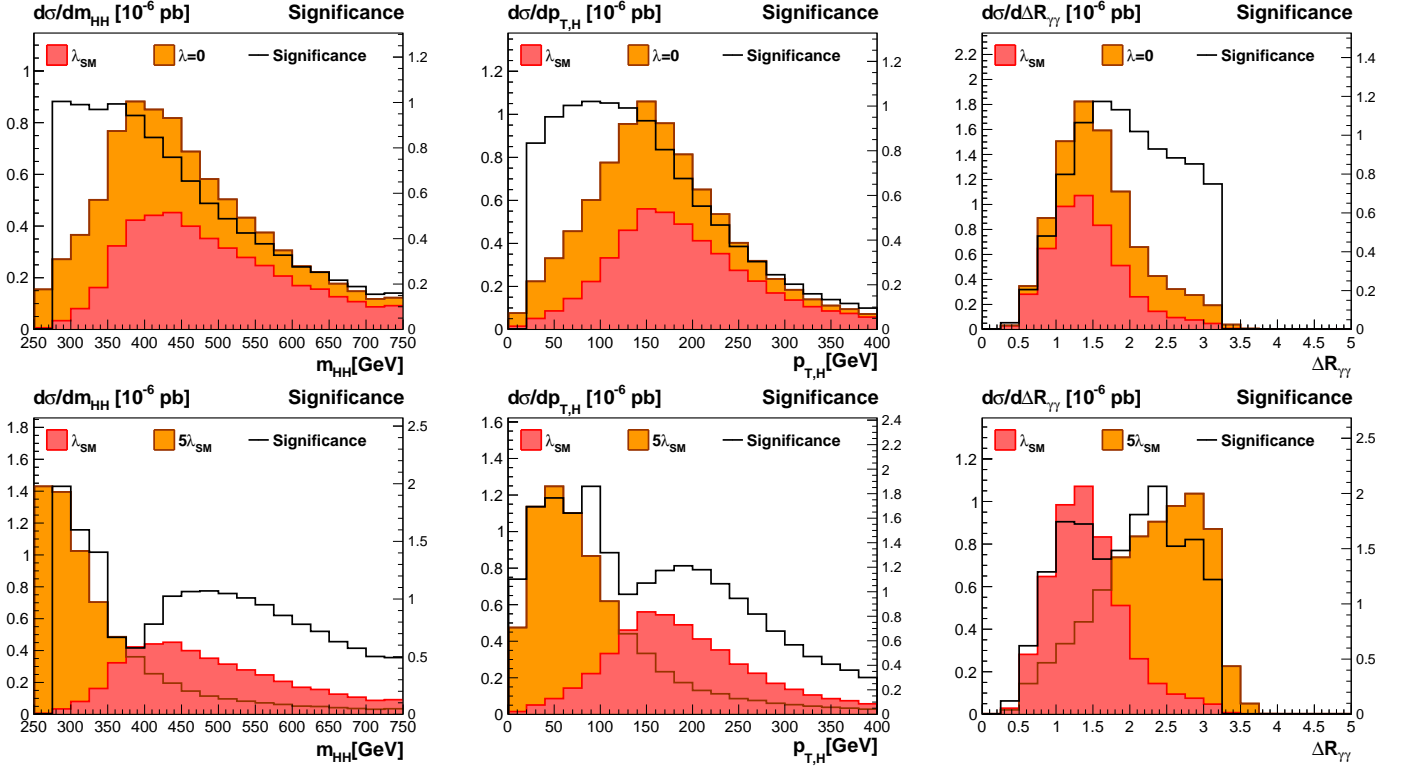 dσ/dm_HH [10^-6 pb] Significance
λ_SM λ=0 Significance
0 0.2 0.4 0.6 0.8 1
0 0.2 0.4 0.6 0.8 1 1.2
250 300 350 400 450 500 550 600 650 700 750
m_HH[GeV]
dσ/dp_T,H [10^-6 pb] Significance
λ_SM λ=0 Significance
0 0.2 0.4 0.6 0.8 1 1.2
0 0.2 0.4 0.6 0.8 1 1.2
0 50 100 150 200 250 300 350 400
p_T,H[GeV]
dσ/dΔR_γγ [10^-6 pb] Significance
λ_SM λ=0 Significance
0 0.2 0.4 0.6 0.8 1 1.2 1.4 1.6 1.8 2 2.2
0 0.2 0.4 0.6 0.8 1 1.2 1.4
0 0.5 1 1.5 2 2.5 3 3.5 4 4.5 5
ΔR_γγ
dσ/dm_HH [10^-6 pb] Significance
λ_SM 5λ_SM Significance
0 0.2 0.4 0.6 0.8 1 1.2 1.4 1.6 1.8
0 0.5 1 1.5 2 2.5
250 300 350 400 450 500 550 600 650 700 750
m_HH[GeV]
dσ/dp_T,H [10^-6 pb] Significance
λ_SM 5λ_SM Significance
0 0.2 0.4 0.6 0.8 1 1.2 1.4 1.6
0 0.2 0.4 0.6 0.8 1 1.2 1.4 1.6 1.8 2 2.2 2.4
0 50 100 150 200 250 300 350 400
p_T,H[GeV]
dσ/dΔR_γγ [10^-6 pb] Significance
λ_SM 5λ_SM Significance
0 0.2 0.4 0.6 0.8 1 1.2
0 0.5 1 1.5 2 2.5
0 0.5 1 1.5 2 2.5 3 3.5 4 4.5 5
ΔR_γγ